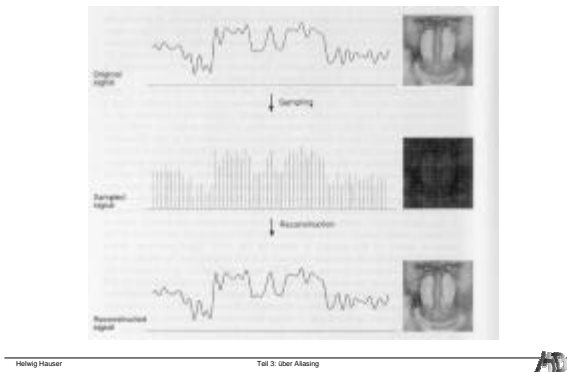 Original
signal
Sampling
Sampled
signal
Reconstruction
Reconstructed
signal
Helwig Hauser Teil 3: über Aliasing